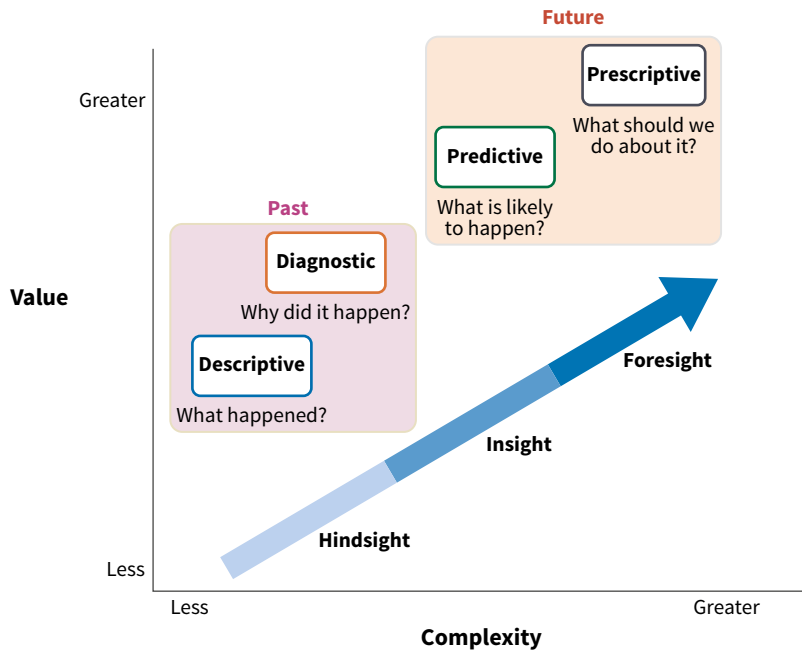 Future
Prescriptive
Greater
What should we
do about it?
Predictive
What is likely
to happen?
Past
Diagnostic
Value
Why did it happen?
Descriptive
Foresight
What happened?
Insight
Hindsight
Less
Less
Greater
Complexity